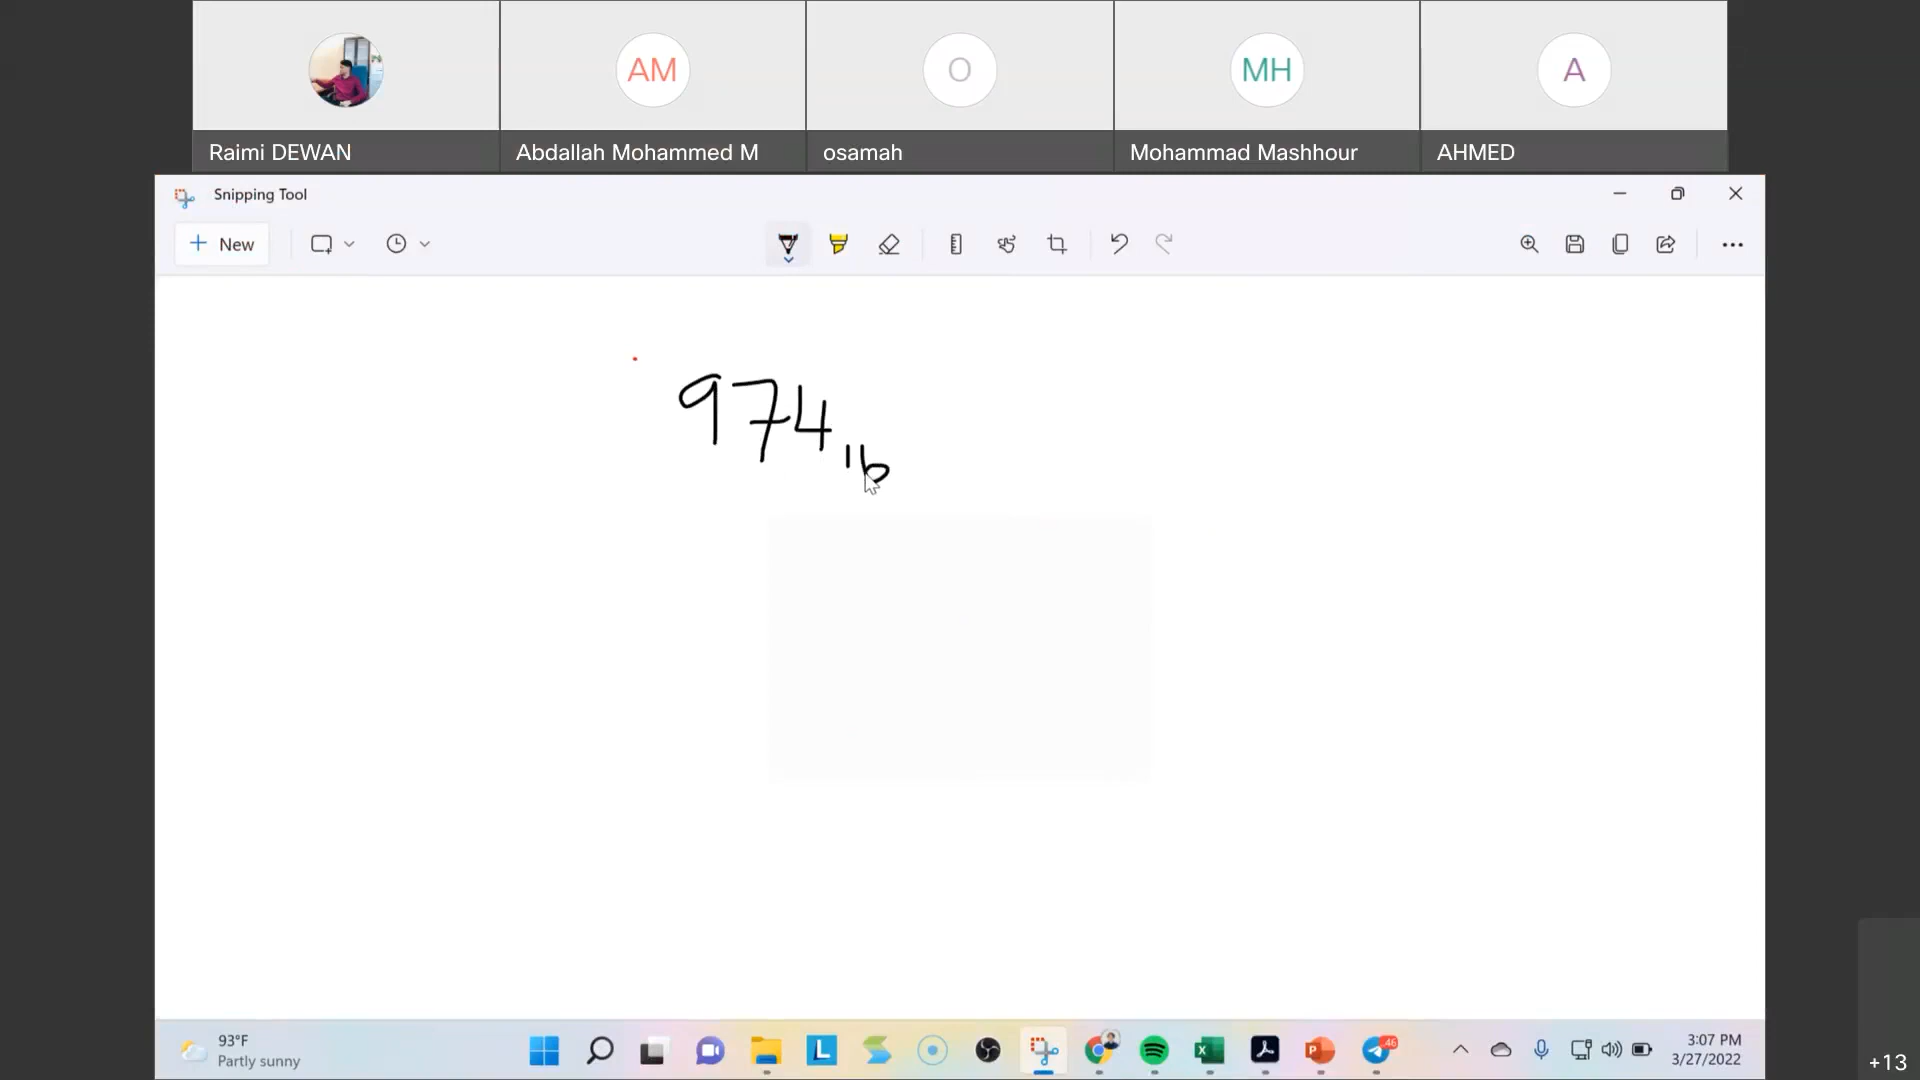 AM O MH A
Raimi DEWAN Abdallah Mohammed M osamah Mohammad Mashhour AHMED
Snipping Tool
New
974₁₆
93°F
Partly sunny
L
46
3:07 PM
3/27/2022
+13